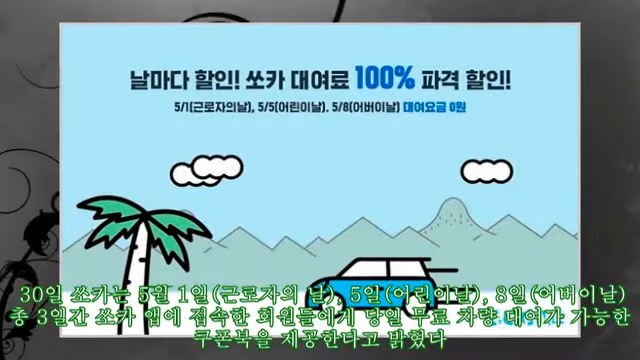 날마다 할인! 쏘카 대여료 100% 파격 할인!
5/1(근로자의날), 5/5(어린이날). 5/8(어버이날) 대여요금 0원
30일 쏘카는 5월 1일(근로자의 날), 5일(어린이날), 8일(어버이날)
총 3일간 쏘카 앱에 접속한 회원들에게 당일 무료 차량 대여가 가능한
쿠폰북을 제공한다고 밝혔다